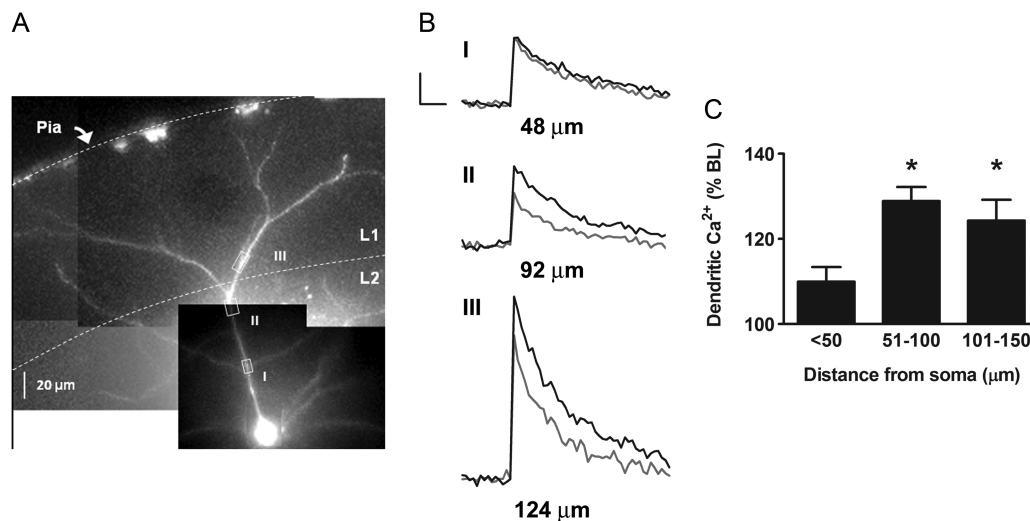 A
Pia
L1
L2
III
II
I
20 µm
B
I
48 µm
II
92 µm
III
124 µm
C
Dendritic Ca²⁺ (% BL)
140
120
100
* *
<50 51-100 101-150
Distance from soma (µm)